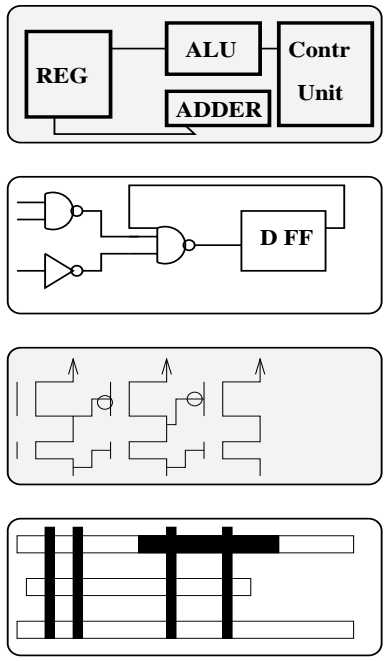 REG
ALU
ADDER
Contr
Unit
D FF